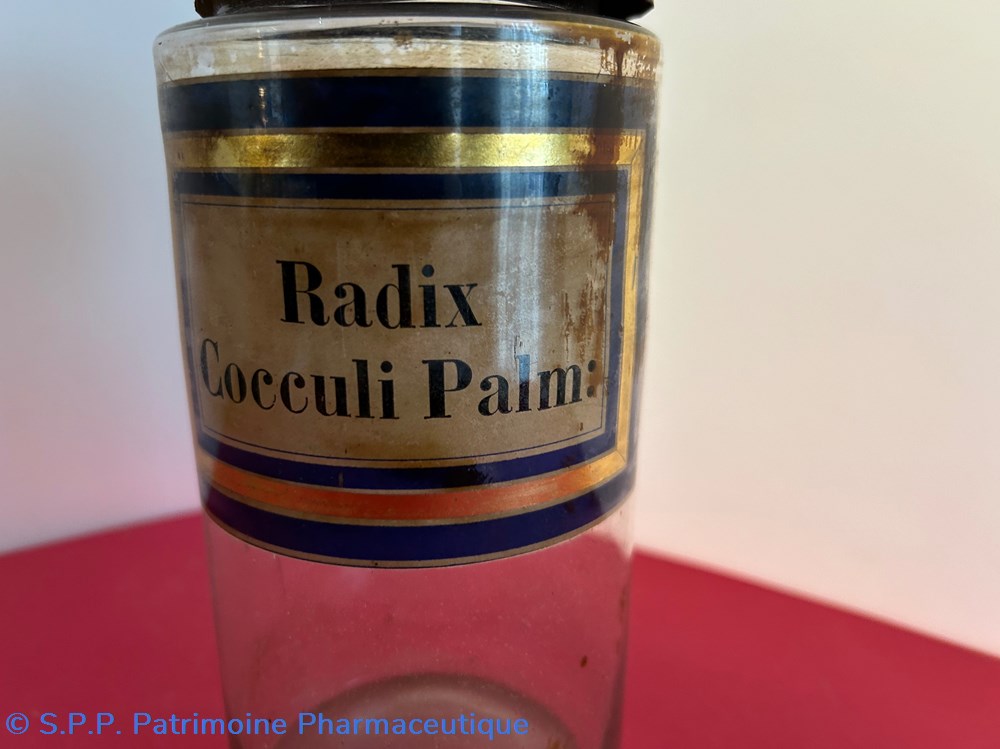 Radix
Cocculi Palm:
© S.P.P. Patrimoine Pharmaceutique